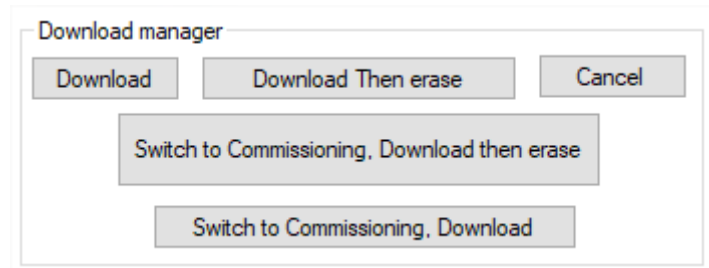 Download manager
Download
Download Then erase
Cancel
Switch to Commissioning, Download then erase
Switch to Commissioning, Download